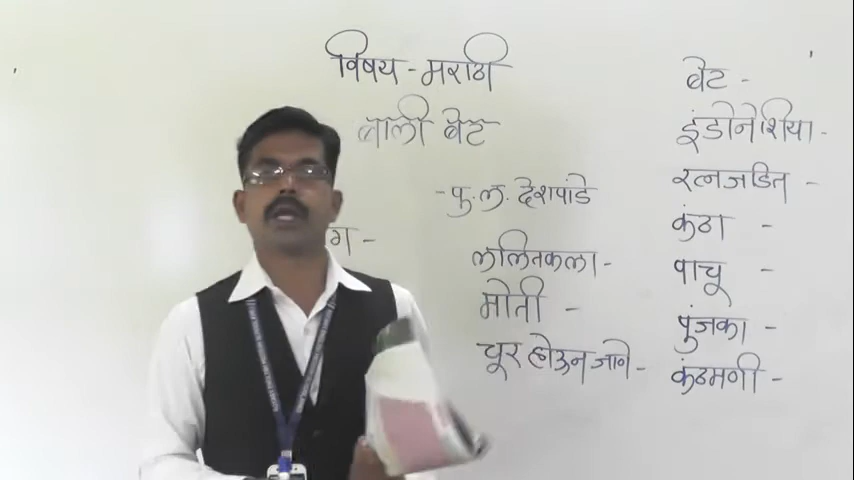 विषय - मराठी
बाली बेट
- पु. ल. देशपांडे
ग -
ललितकला -
मोती -
चूर होऊन जाणे -
बेट -
इंडोनेशिया -
रत्नजडित -
कंठा -
पाचू -
पुंजका -
कंठमणी -